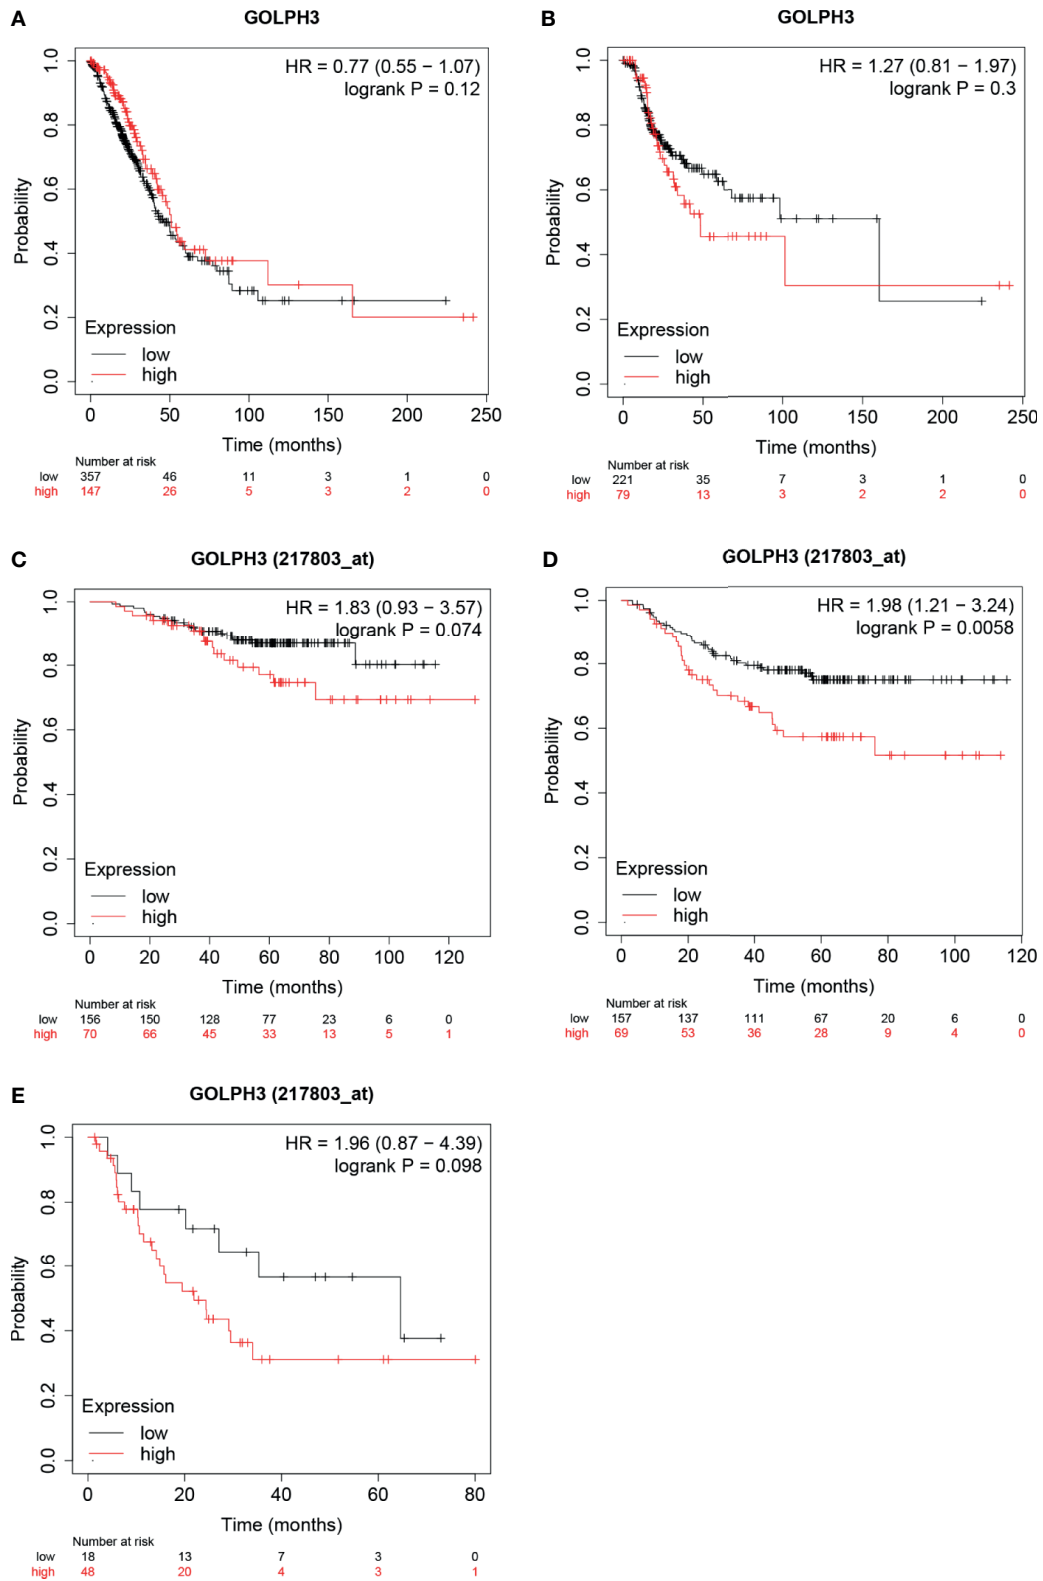 A
GOLPH3
HR = 0.77 (0.55 − 1.07)
logrank P = 0.12
Probability
1.0
0.8
0.6
0.4
0.2
0.0
Expression
low
high
0 50 100 150 200 250
Time (months)
Number at risk
low 357 46 11 3 1 0
high 147 26 5 3 2 0
B
GOLPH3
HR = 1.27 (0.81 − 1.97)
logrank P = 0.3
Probability
1.0
0.8
0.6
0.4
0.2
0.0
Expression
low
high
0 50 100 150 200 250
Time (months)
Number at risk
low 221 35 7 3 1 0
high 79 13 3 2 2 0
C
GOLPH3 (217803_at)
HR = 1.83 (0.93 − 3.57)
logrank P = 0.074
Probability
1.0
0.8
0.6
0.4
0.2
0.0
Expression
low
high
0 20 40 60 80 100 120
Time (months)
Number at risk
low 156 150 128 77 23 6 0
high 70 66 45 33 13 5 1
D
GOLPH3 (217803_at)
HR = 1.98 (1.21 − 3.24)
logrank P = 0.0058
Probability
1.0
0.8
0.6
0.4
0.2
0.0
Expression
low
high
0 20 40 60 80 100 120
Time (months)
Number at risk
low 157 137 111 67 20 6 0
high 69 53 36 28 9 4 0
E
GOLPH3 (217803_at)
HR = 1.96 (0.87 − 4.39)
logrank P = 0.098
Probability
1.0
0.8
0.6
0.4
0.2
0.0
Expression
low
high
0 20 40 60 80
Time (months)
Number at risk
low 18 13 7 3 0
high 48 20 4 3 1